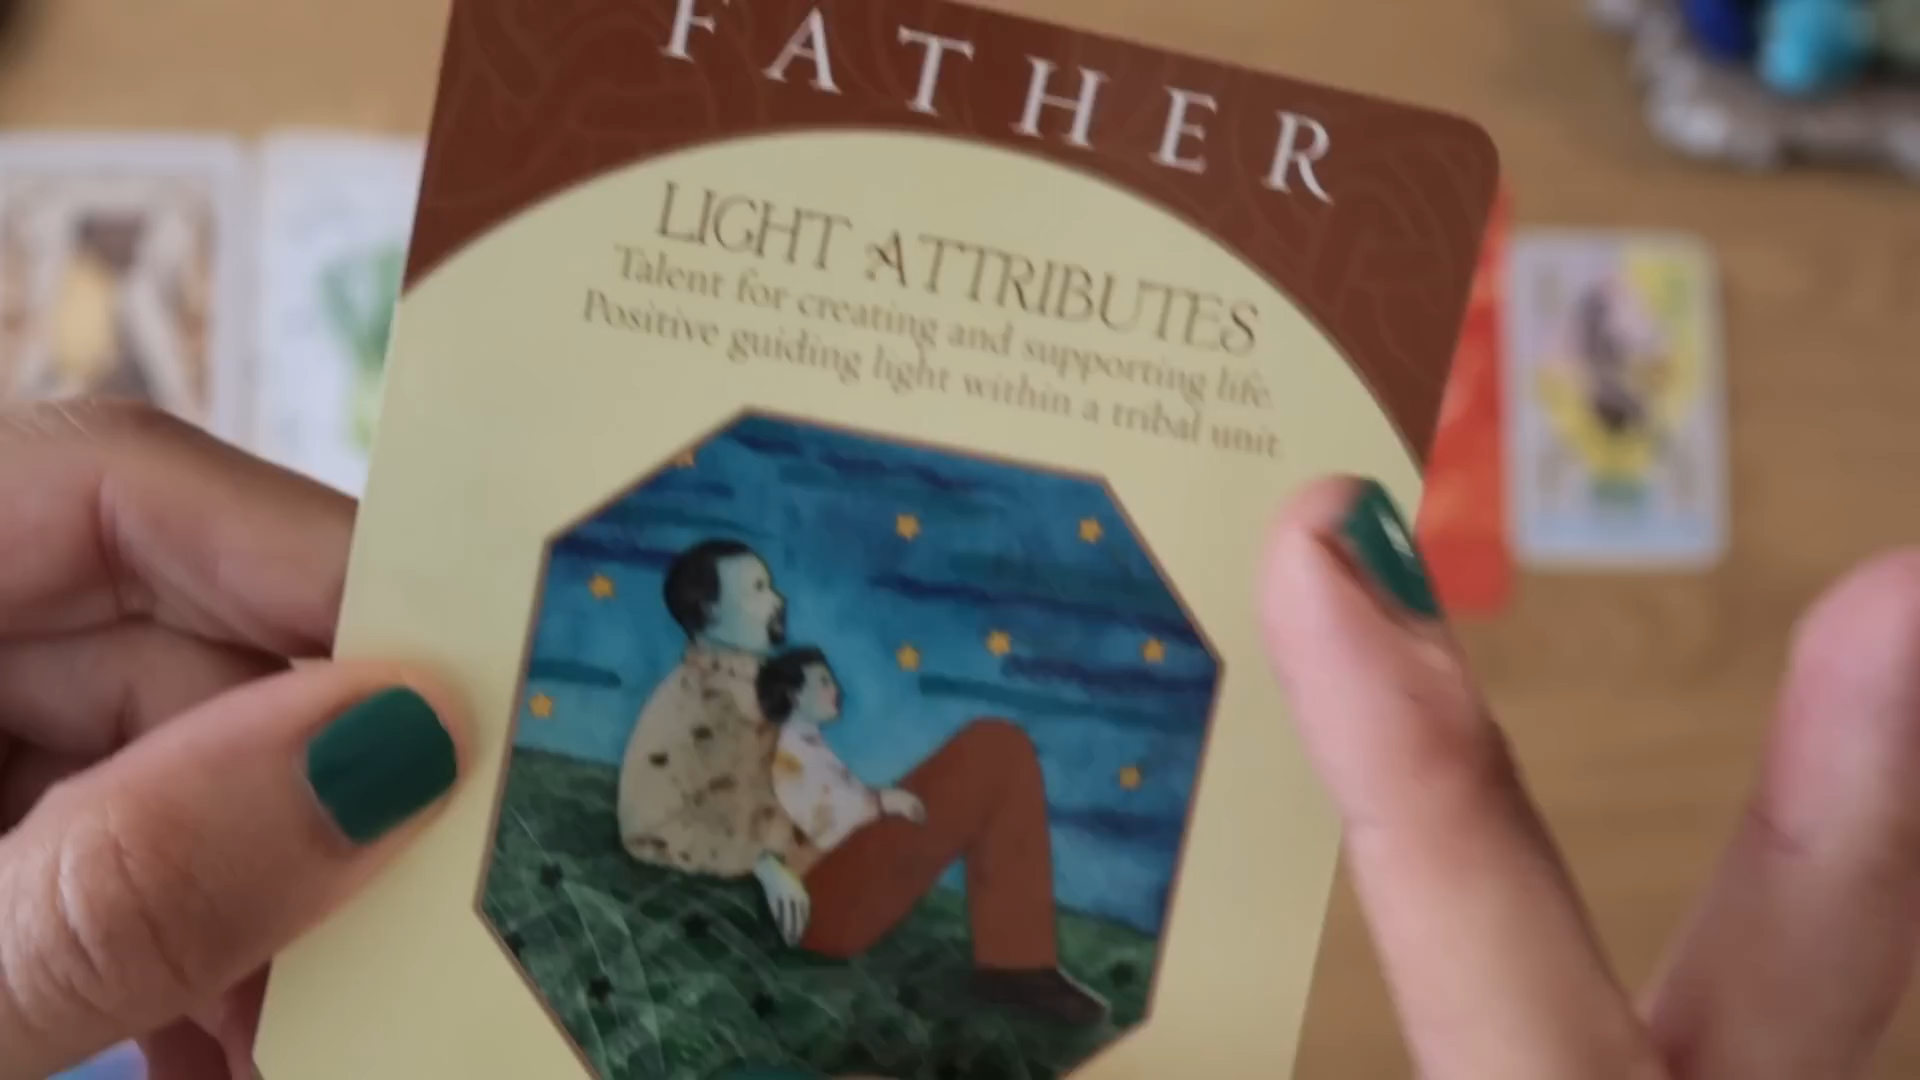 FATHER
LIGHT ATTRIBUTES
Talent for creating and supporting life.
Positive guiding light within a tribal unit.